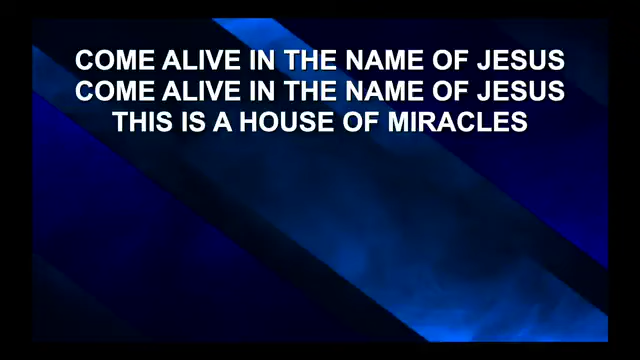 COME ALIVE IN THE NAME OF JESUS
COME ALIVE IN THE NAME OF JESUS
THIS IS A HOUSE OF MIRACLES